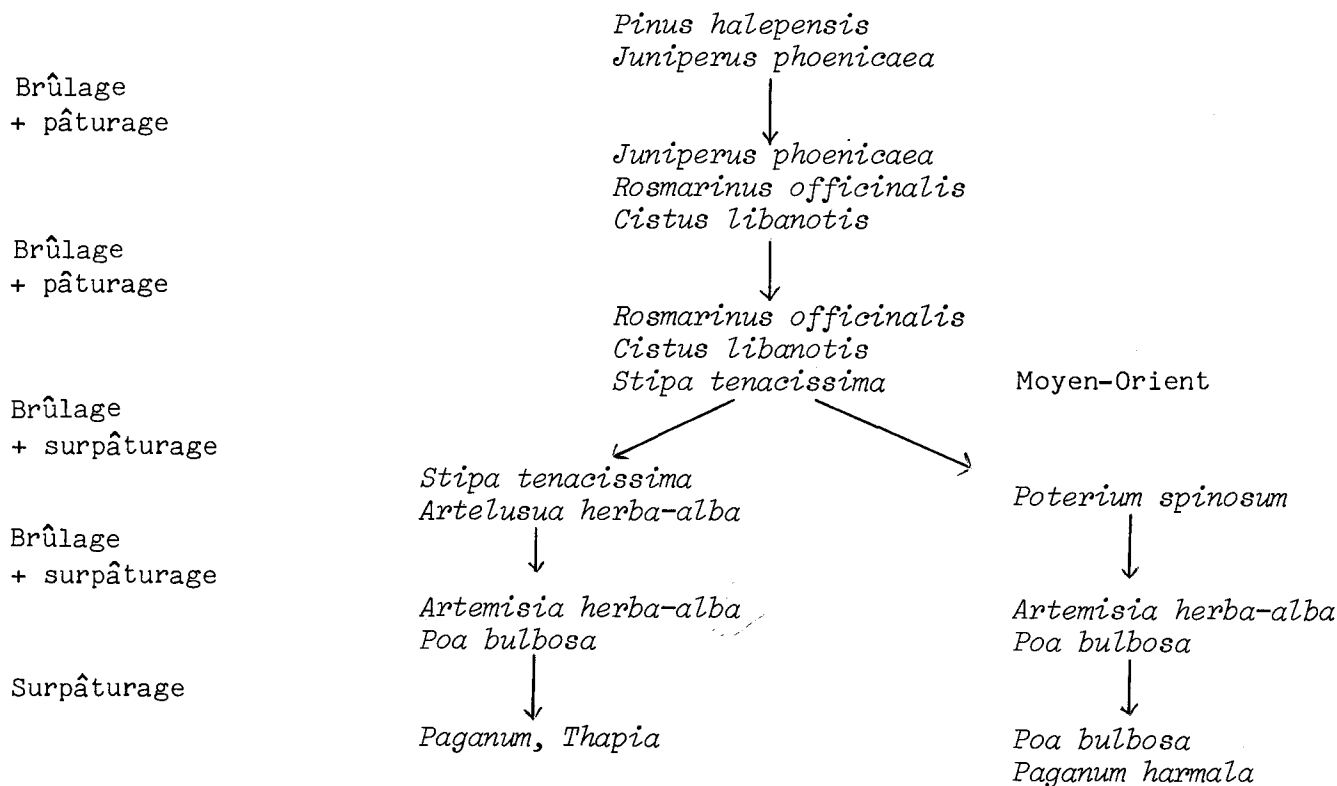 Pinus halepensis
Juniperus phoenicaea
Brûlage
+ pâturage
Juniperus phoenicaea
Rosmarinus officinalis
Cistus libanotis
Brûlage
+ pâturage
Rosmarinus officinalis
Cistus libanotis
Stipa tenacissima
Moyen-Orient
Brûlage
+ surpâturage
Stipa tenacissima
Artelusua herba-alba
Poterium spinosum
Brûlage
+ surpâturage
Artemisia herba-alba
Poa bulbosa
Artemisia herba-alba
Poa bulbosa
Surpâturage
Paganum, Thapia
Poa bulbosa
Paganum harmala